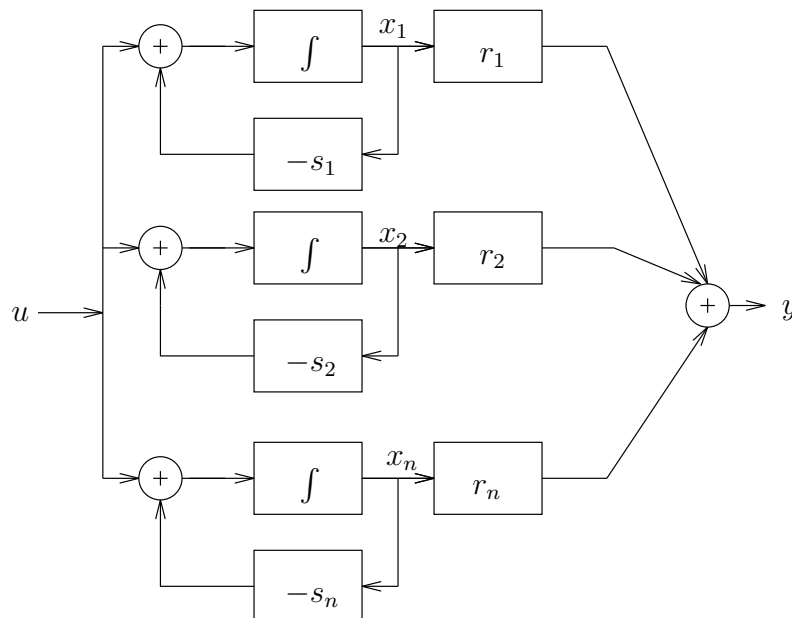 x₁
+ ∫ r₁
−s₁
x₂
+ ∫ r₂
u + y
−s₂
xₙ
+ ∫ rₙ
−sₙ